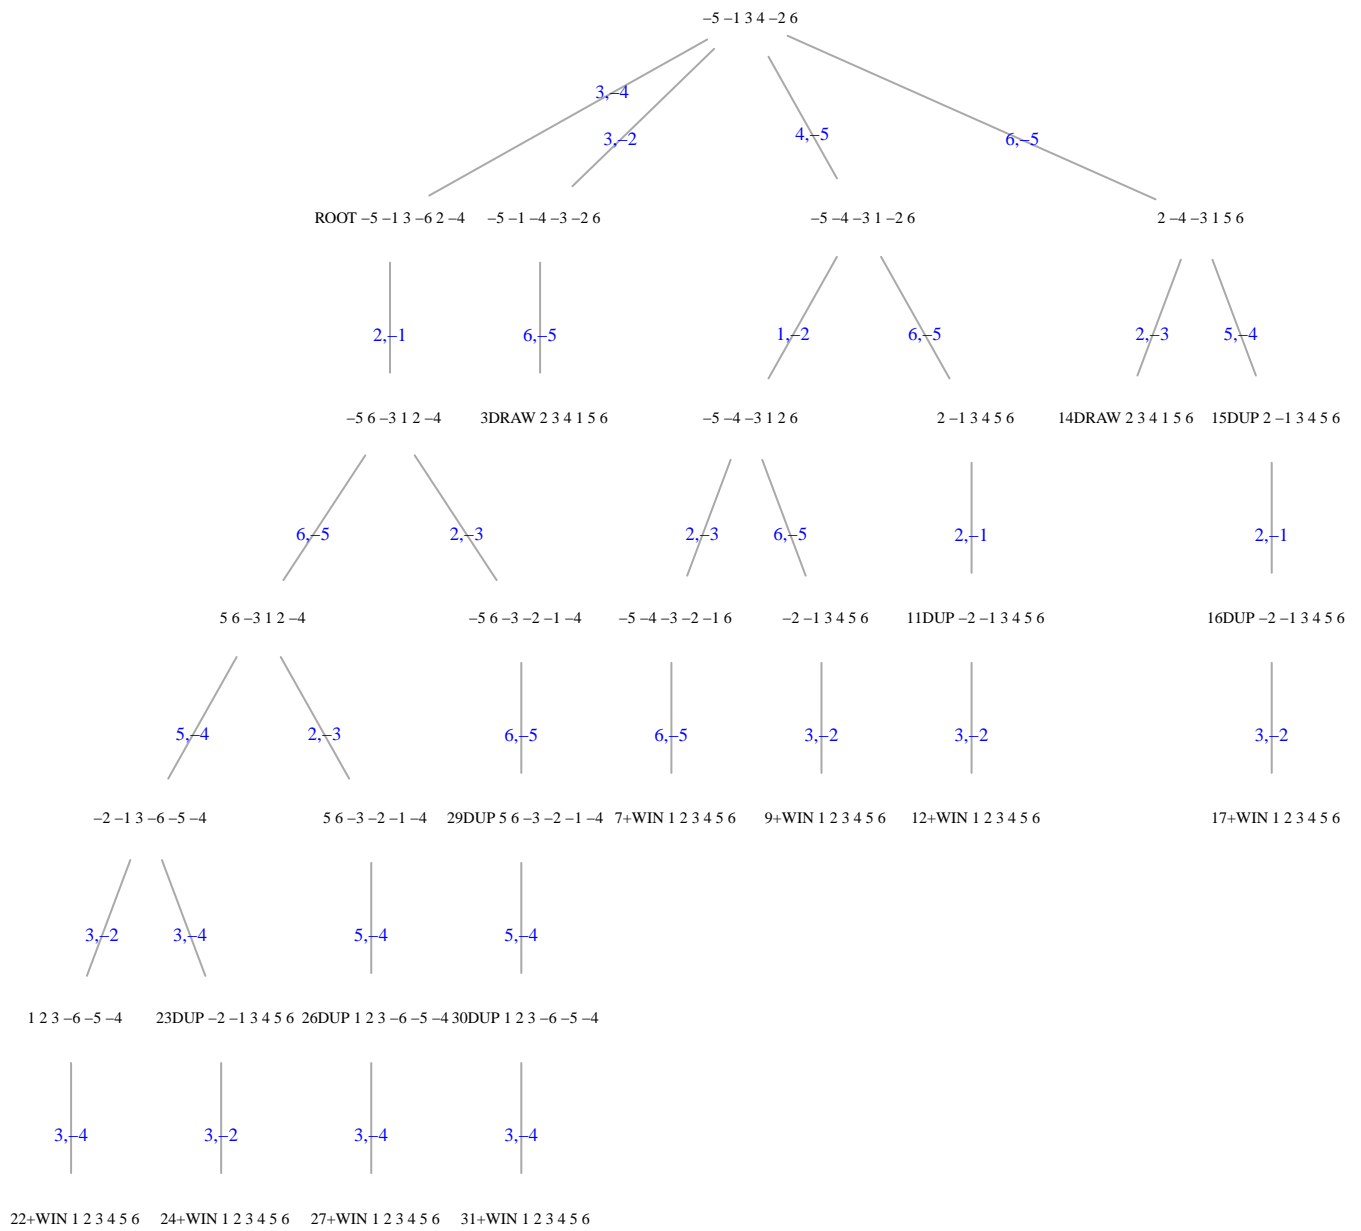 −5 −1 3 4 −2 6
3,−4
3,−2
4,−5
6,−5
ROOT −5 −1 3 −6 2 −4
−5 −1 −4 −3 −2 6
−5 −4 −3 1 −2 6
2 −4 −3 1 5 6
2,−1
6,−5
1,−2
6,−5
2,−3
5,−4
−5 6 −3 1 2 −4
3DRAW 2 3 4 1 5 6
−5 −4 −3 1 2 6
2 −1 3 4 5 6
14DRAW 2 3 4 1 5 6
15DUP 2 −1 3 4 5 6
6,−5
2,−3
2,−3
6,−5
2,−1
2,−1
5 6 −3 1 2 −4
−5 6 −3 −2 −1 −4
−5 −4 −3 −2 −1 6
−2 −1 3 4 5 6
11DUP −2 −1 3 4 5 6
16DUP −2 −1 3 4 5 6
5,−4
2,−3
6,−5
6,−5
3,−2
3,−2
3,−2
−2 −1 3 −6 −5 −4
5 6 −3 −2 −1 −4
29DUP 5 6 −3 −2 −1 −4
7+WIN 1 2 3 4 5 6
9+WIN 1 2 3 4 5 6
12+WIN 1 2 3 4 5 6
17+WIN 1 2 3 4 5 6
3,−2
3,−4
5,−4
5,−4
1 2 3 −6 −5 −4
23DUP −2 −1 3 4 5 6
26DUP 1 2 3 −6 −5 −4
30DUP 1 2 3 −6 −5 −4
3,−4
3,−2
3,−4
3,−4
22+WIN 1 2 3 4 5 6
24+WIN 1 2 3 4 5 6
27+WIN 1 2 3 4 5 6
31+WIN 1 2 3 4 5 6